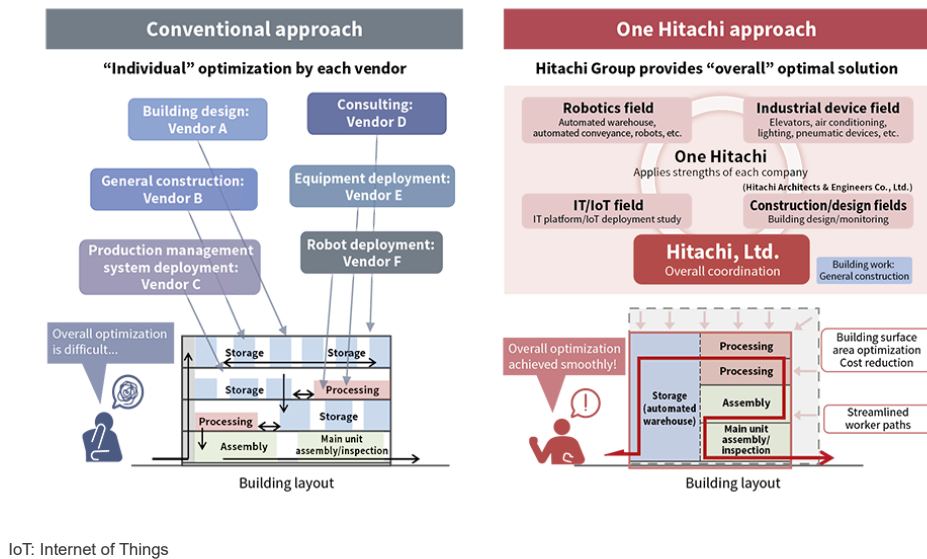 Conventional approach
“Individual” optimization by each vendor
Building design:
Vendor A
Consulting:
Vendor D
General construction:
Vendor B
Equipment deployment:
Vendor E
Production management
system deployment:
Vendor C
Robot deployment:
Vendor F
Overall optimization
is difficult...
Storage
Storage
Storage
Processing
Processing
Storage
Assembly
Main unit
assembly/inspection
Building layout
One Hitachi approach
Hitachi Group provides “overall” optimal solution
Robotics field
Automated warehouse,
automated conveyance, robots, etc.
Industrial device field
Elevators, air conditioning,
lighting, pneumatic devices, etc.
One Hitachi
Applies strengths of each company
(Hitachi Architects & Engineers Co., Ltd.)
IT/IoT field
IT platform/IoT deployment study
Construction/design fields
Building design/monitoring
Hitachi, Ltd.
Overall coordination
Building work:
General construction
Overall optimization
achieved smoothly!
Storage
(automated
warehouse)
Processing
Processing
Assembly
Main unit
assembly/
inspection
Building surface
area optimization
Cost reduction
Streamlined
worker paths
Building layout
IoT: Internet of Things